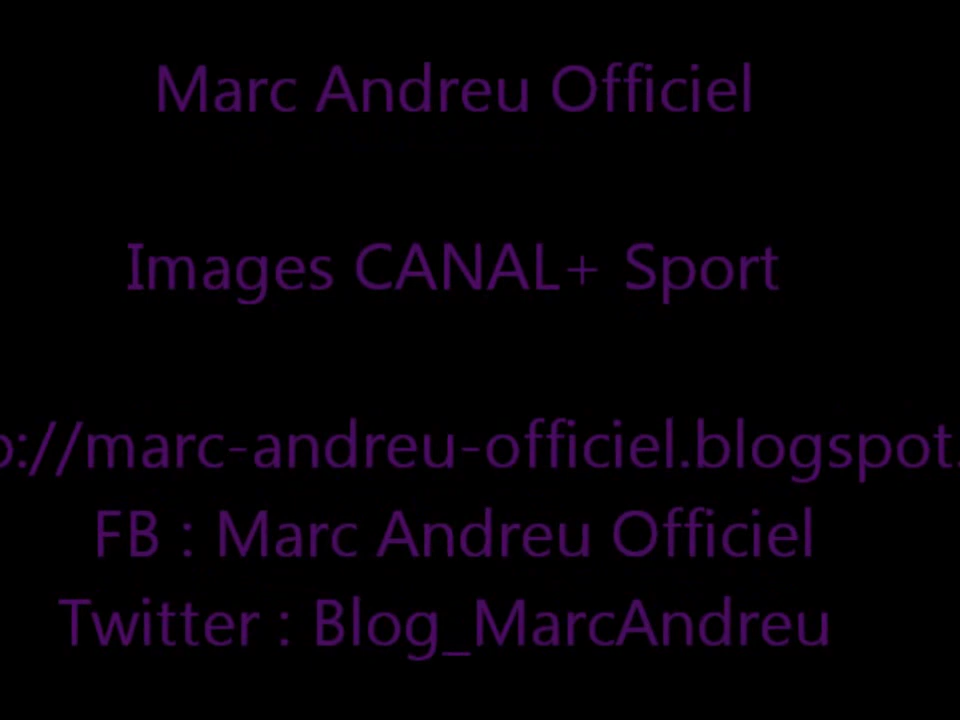 Marc Andreu Officiel
Images CANAL+ Sport
p://marc-andreu-officiel.blogspot.
FB : Marc Andreu Officiel
Twitter : Blog_MarcAndreu